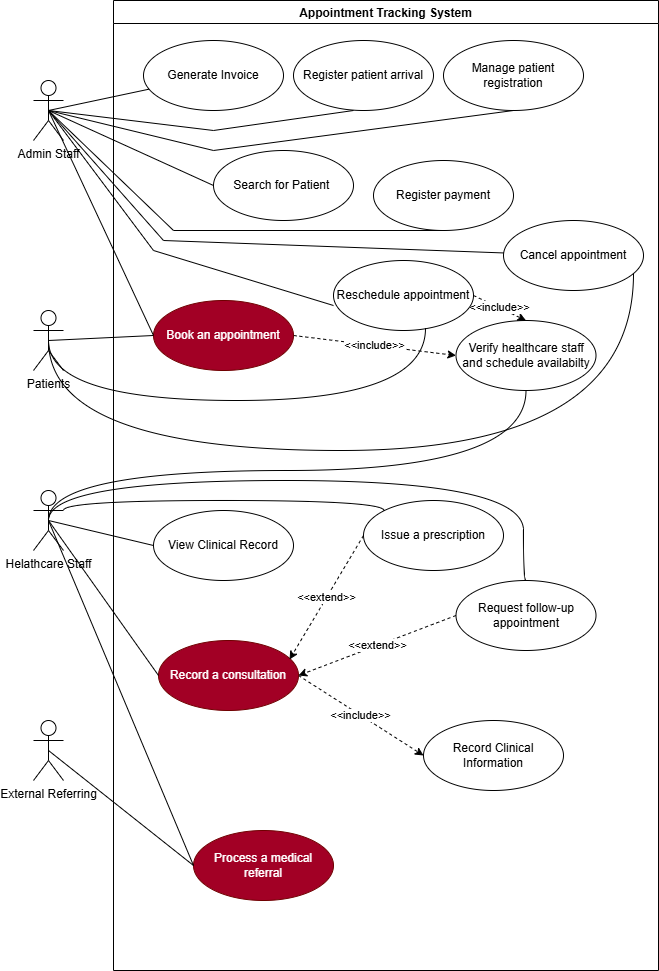 Appointment Tracking System
Generate Invoice
Register patient arrival
Manage patient
registration
Admin Staff
Search for Patient
Register payment
Cancel appointment
Reschedule appointment
<<include>>
Book an appointment
<<include>>
Verify healthcare staff
and schedule availabilty
Patients
Issue a prescription
View Clinical Record
Helathcare Staff
<<extend>>
Request follow-up
appointment
<<extend>>
Record a consultation
<<include>>
Record Clinical
Information
External Referring
Process a medical
referral